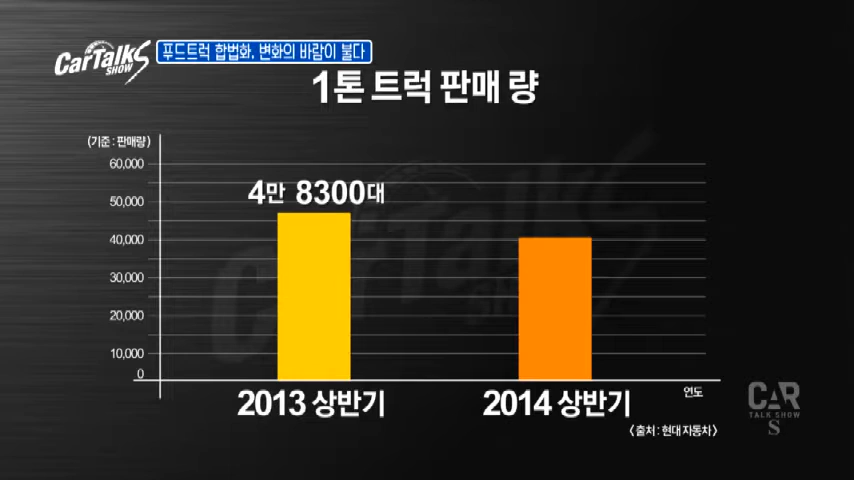 CarTalkS SHOW
푸드트럭 합법화, 변화의 바람이 불다
1톤 트럭 판매 량
(기준 : 판매량)
60,000
50,000
40,000
30,000
20,000
10,000
0
4만 8300대
2013 상반기
2014 상반기
연도
〈출처 : 현대자동차〉
CAR
TALK SHOW
S